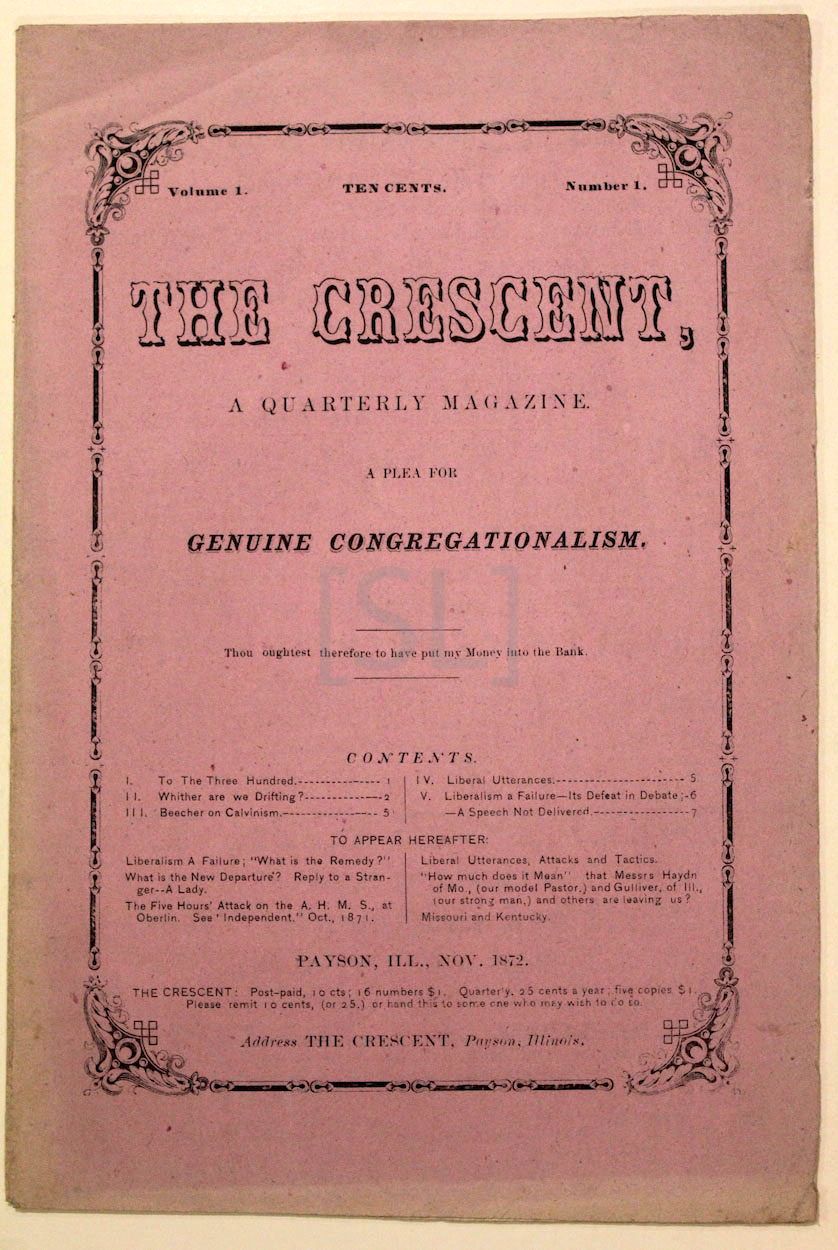 Volume 1. TEN CENTS. Number 1.
THE CRESCENT,
A QUARTERLY MAGAZINE.
A PLEA FOR
GENUINE CONGREGATIONALISM.
[SL]
Thou oughtest therefore to have put my Money into the Bank.
CONTENTS.
I. To The Three Hundred.---------------- 1
II. Whither are we Drifting?--------------2
III. Beecher on Calvinism.----------------- 5
IV. Liberal Utterances:----------------------- 5
V. Liberalism a Failure—Its Defeat in Debate;-6
—A Speech Not Delivered.-----------------7
TO APPEAR HEREAFTER:
Liberalism A Failure; "What is the Remedy?"
What is the New Departure"? Reply to a Stran-
ger--A Lady.
The Five Hours' Attack on the A. H. M. S., at
Oberlin. See ' Independent." Oct., 1871.
Liberal Utterances, Attacks and Tactics.
"How much does it Mean" that Messrs Haydn
of Mo., (our model Pastor,) and Gulliver, of Ill.,
(our strong man,) and others are leaving us?
Missouri and Kentucky.
PAYSON, ILL., NOV. 1872.
THE CRESCENT: Post-paid, 10 cts; 16 numbers $1. Quarterly. 25 cents a year; five copies $1.
Please remit 10 cents, (or 25,) or hand this to some one who may wish to do so.
Address THE CRESCENT, Payson, Illinois.